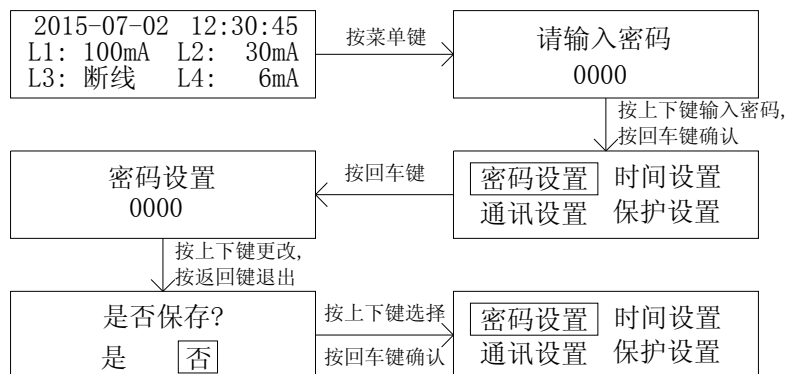 2015-07-02 12:30:45
L1: 100mA L2: 30mA
L3: 断线 L4: 6mA
按菜单键
请输入密码
0000
按上下键输入密码,
按回车键确认
密码设置 时间设置
通讯设置 保护设置
按回车键
密码设置
0000
按上下键更改,
按返回键退出
是否保存?
是 否
按上下键选择
按回车键确认
密码设置 时间设置
通讯设置 保护设置